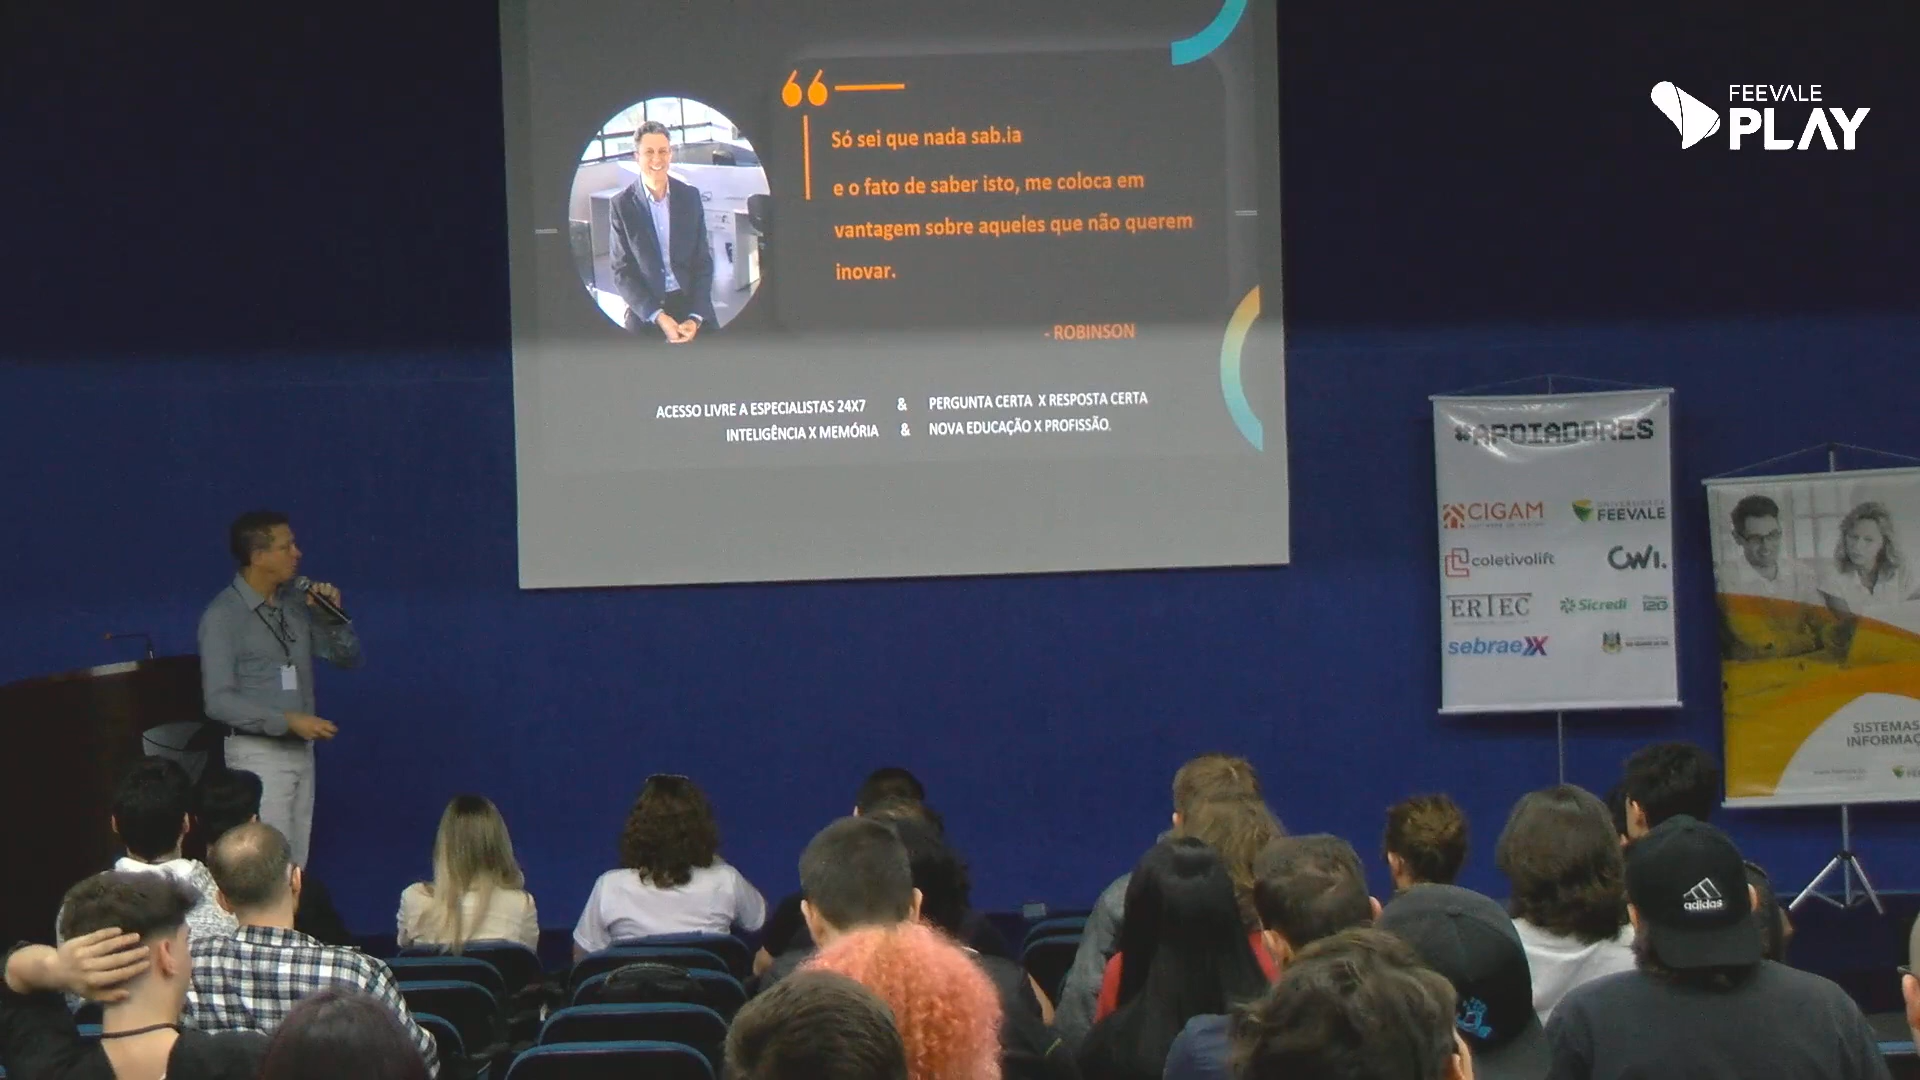 FEEVALE
PLAY
Só sei que nada sab.ia
e o fato de saber isto, me coloca em
vantagem sobre aqueles que não querem
inovar.
- ROBINSON
ACESSO LIVRE A ESPECIALISTAS 24X7 & PERGUNTA CERTA X RESPOSTA CERTA
INTELIGÊNCIA X MEMÓRIA & NOVA EDUCAÇÃO X PROFISSÃO.
#APOIADORES
CIGAM
UNIVERSIDADE
FEEVALE
coletivolift
CWI.
ERTEC
Sicredi
sebrae X
SISTEMAS
INFORMAÇ
adidas